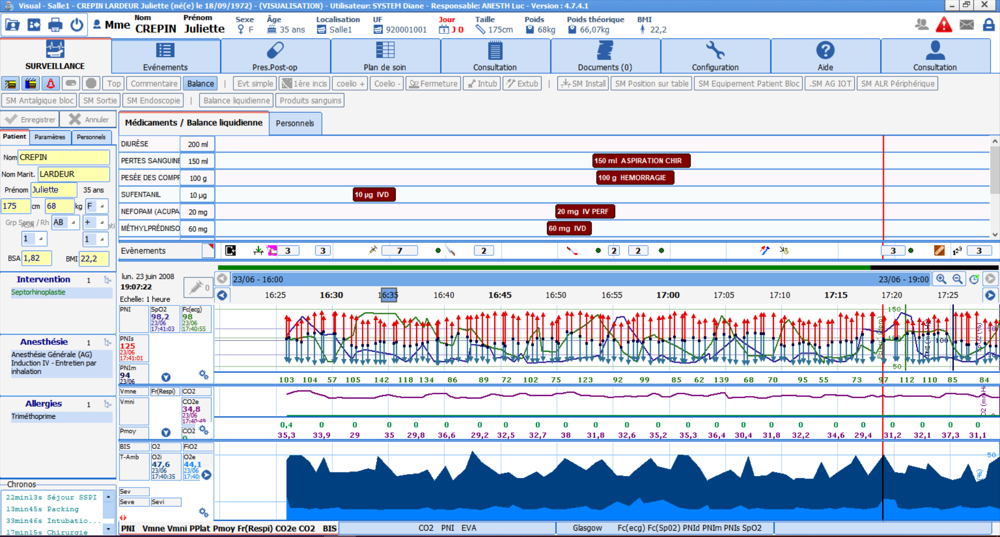 Visual - Salle1 - CREPIN LARDEUR Juliette (né(e) le 18/09/1972) - (VISUALISATION) - Utilisateur: SYSTEM Diane - Responsable: ANESTH Luc - Version : 4.7.4.1
Mme Nom CREPIN Prénom Juliette Sexe F Âge 35 ans Localisation Salle1 UF 920001001 Jour J 0 Taille 175cm Poids 68kg Poids théorique 66,07kg BMI 22,2
SURVEILLANCE Evénements Pres.Post-op Plan de soin Consultation Documents (0) Configuration Aide Consultation
Top Commentaire Balance | Evt simple 1ère incis coelio + Coelio - Fermeture Intub Extub | SM Install SM Position sur table SM Equipement Patient Bloc .SM AG IOT SM ALR Périphérique
SM Antalgique bloc SM Sortie SM Endoscopie | Balance liquidienne Produits sanguins
Enregistrer Annuler
Médicaments / Balance liquidienne Personnels
Patient Paramètres Personnels
Nom CREPIN
Nom Marit. LARDEUR
Prénom Juliette 35 ans
175 cm 68 kg F
Grp Sang / Rh AB +
ASA
1 1
BSA 1,82 BMI 22,2
Intervention 1
Septorhinoplastie
Anesthésie 1
Anesthésie Générale (AG)
Induction IV - Entretien par
inhalation
Allergies 1
Triméthoprime
Chronos
22min13s Séjour SSPI
13min45s Packing
33min46s Intubatio...
17min15s Chirurgie
DIURÈSE 200 ml
PERTES SANGUINE 150 ml 150 ml ASPIRATION CHIR
PESÉE DES COMPR 100 g 100 g HEMORRAGIE
SUFENTANIL 10 µg 10 µg IVD
NEFOPAM (ACUPA 20 mg 20 mg IV PERF
MÉTHYLPRÉDNISO 60 mg 60 mg IVD
Evènements 3 3 7 2 2 2 3 1²3 3
lun. 23 juin 2008
19:07:22
Echelle: 1 heure
0
23/06 - 16:00 23/06 - 19:00
16:25 16:30 16:35 16:40 16:45 16:50 16:55 17:00 17:05 17:10 17:15 17:20 17:25
PNI
SpO2
98,2
23/06
17:41:03
Fc(ecg)
98
23/06
17:40:55
PNIs
125
23/06
17:41:01
PNIm
94
23/06
150
100
50
100
SpO2 (%)
103 104 57 105 142 118 134 86 89 72 102 75 123 92 99 85 62 139 68 70 95 55 73 97 112 110 85 84
Vmne Fr(Respi) CO2
Vmni
CO2e
34,8
23/06
17:40:49
Pmoy CO2
0
0,4 0 0 0 0 0 0 0 0 0 0 0 0 0 0 0 0 0 0 0 0 0 0 0
35,3 33,9 29 35 29,8 36,6 29,2 32,5 32,7 38 31,8 32,6 35,2 35,3 36,4 30,4 31,8 32,2 34,6 29,4 31,2 32,1 37,3 31,1
BIS O2 FiO2
T-Amb
O2i
47,6
23/06
17:40:35
O2e
44,1
23/06
17:40:
Sev
Seve Sevi
50
(%)
PNI Vmne Vmni PPlat Pmoy Fr(Respi) CO2e CO2 BIS
CO2 PNI EVA
Glasgow Fc(ecg) Fc(Sp02) PNId PNIm PNIs SpO2